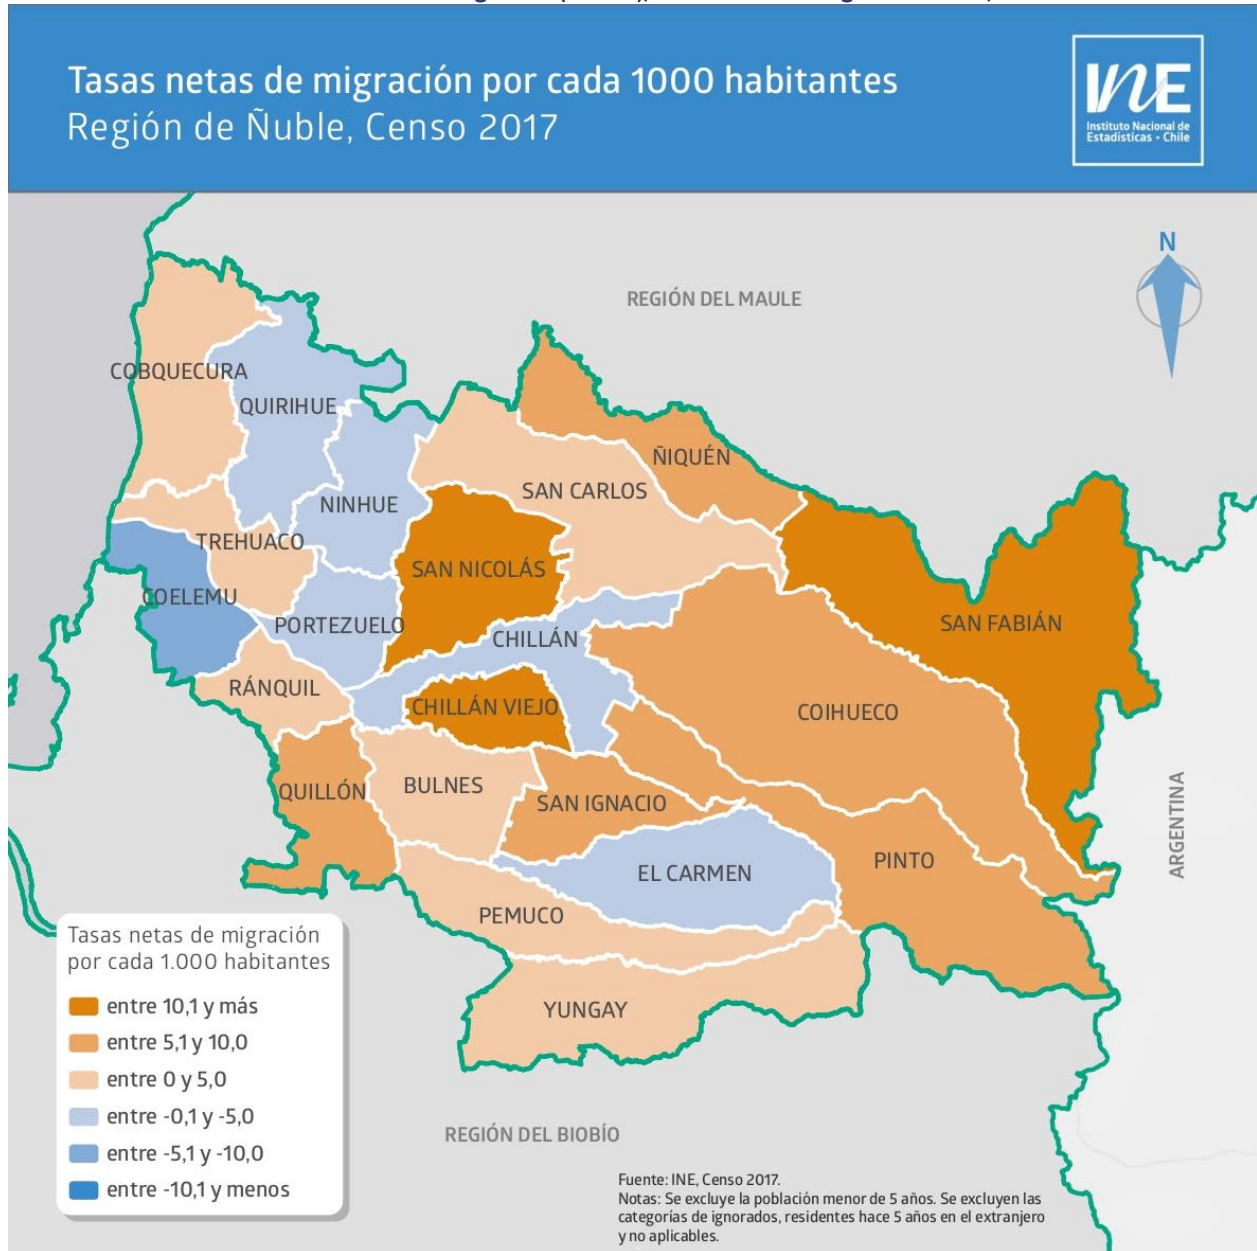 Tasas netas de migración por cada 1000 habitantes
Región de Ñuble, Censo 2017
INE
Instituto Nacional de
Estadísticas • Chile
N
REGIÓN DEL MAULE
COBQUECURA
QUIRIHUE
ÑIQUÉN
SAN CARLOS
NINHUE
TREHUACO
SAN NICOLÁS
COELEMU
PORTEZUELO
CHILLÁN
SAN FABIÁN
RÁNQUIL
CHILLÁN VIEJO
COIHUECO
QUILLÓN
BULNES
SAN IGNACIO
ARGENTINA
PINTO
EL CARMEN
PEMUCO
YUNGAY
Tasas netas de migración
por cada 1.000 habitantes
entre 10,1 y más
entre 5,1 y 10,0
entre 0 y 5,0
entre -0,1 y -5,0
entre -5,1 y -10,0
entre -10,1 y menos
REGIÓN DEL BIOBÍO
Fuente: INE, Censo 2017.
Notas: Se excluye la población menor de 5 años. Se excluyen las
categorías de ignorados, residentes hace 5 años en el extranjero
y no aplicables.